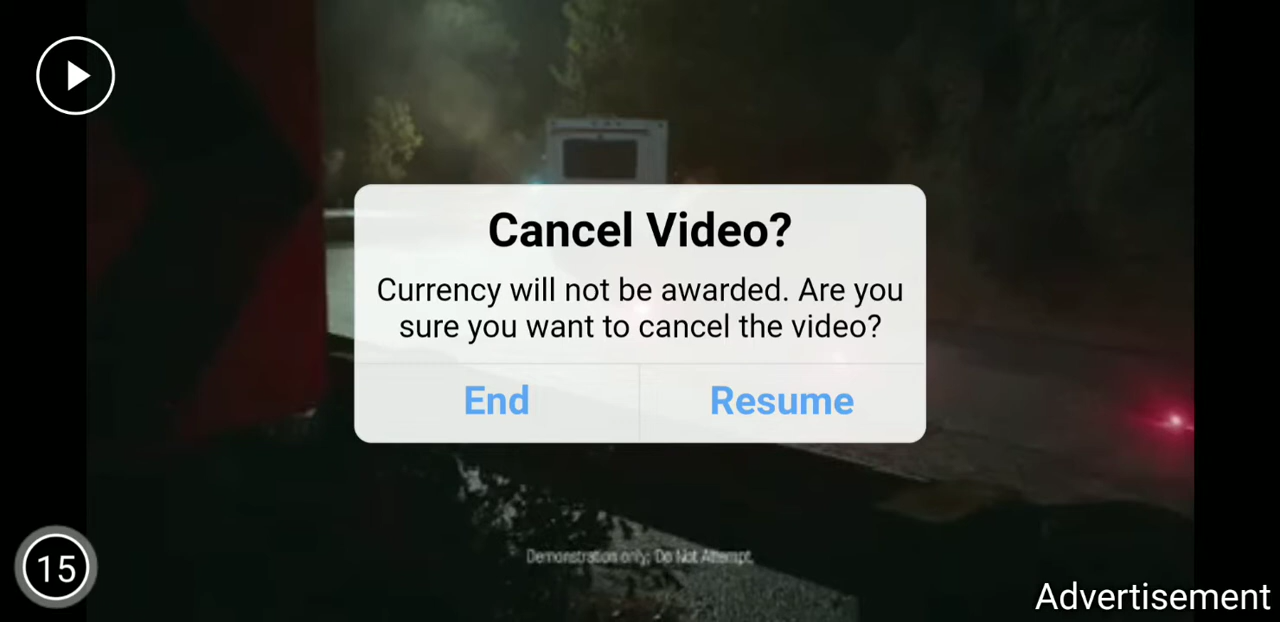 Cancel Video?
Currency will not be awarded. Are you
sure you want to cancel the video?
End Resume
Demonstration only; Do Not Attempt.
15
Advertisement